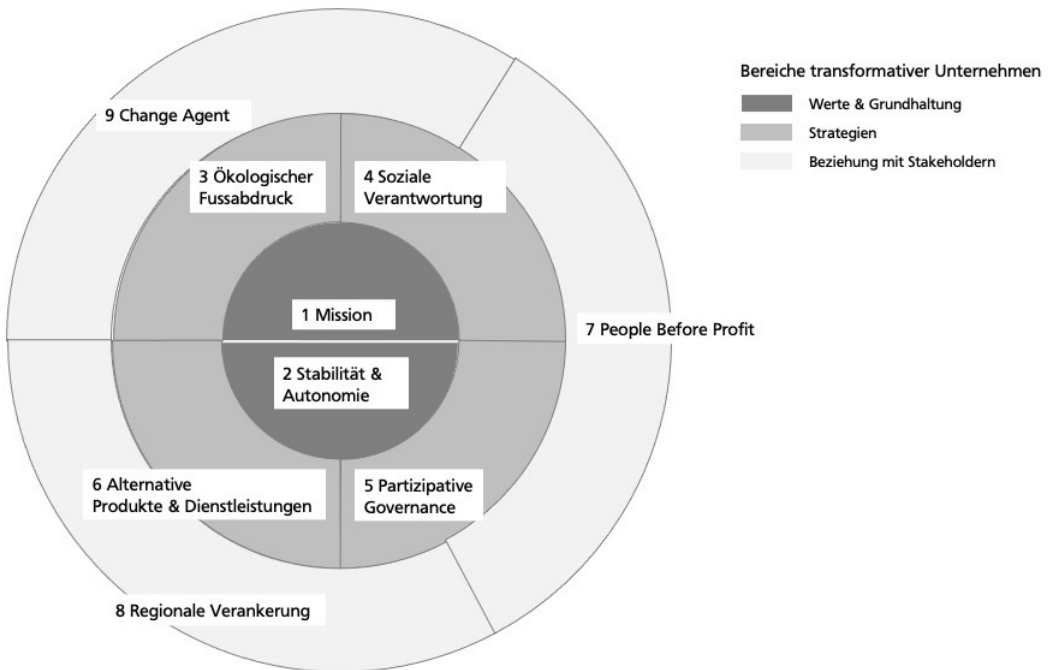 9 Change Agent
3 Ökologischer
Fussabdruck
4 Soziale
Verantwortung
1 Mission
2 Stabilität &
Autonomie
7 People Before Profit
6 Alternative
Produkte & Dienstleistungen
5 Partizipative
Governance
8 Regionale Verankerung
Bereiche transformativer Unternehmen
Werte & Grundhaltung
Strategien
Beziehung mit Stakeholdern